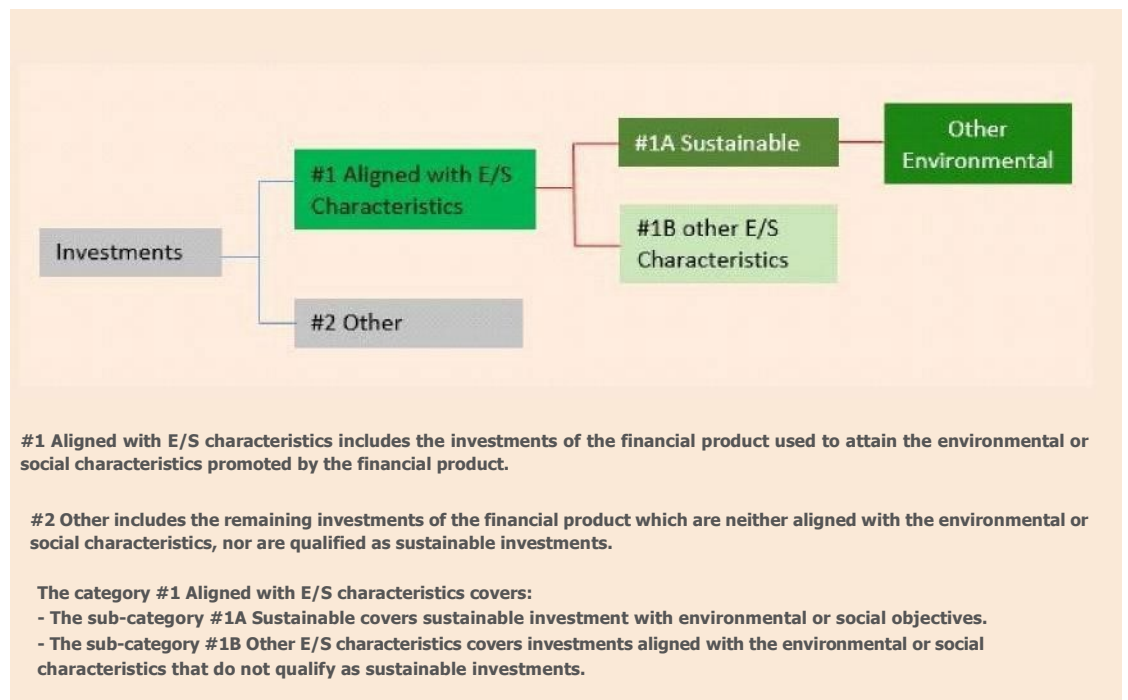 Investments
#1 Aligned with E/S
Characteristics
#2 Other
#1A Sustainable
#1B other E/S
Characteristics
Other
Environmental
#1 Aligned with E/S characteristics includes the investments of the financial product used to attain the environmental or
social characteristics promoted by the financial product.
#2 Other includes the remaining investments of the financial product which are neither aligned with the environmental or
social characteristics, nor are qualified as sustainable investments.
The category #1 Aligned with E/S characteristics covers:
- The sub-category #1A Sustainable covers sustainable investment with environmental or social objectives.
- The sub-category #1B Other E/S characteristics covers investments aligned with the environmental or social
characteristics that do not qualify as sustainable investments.